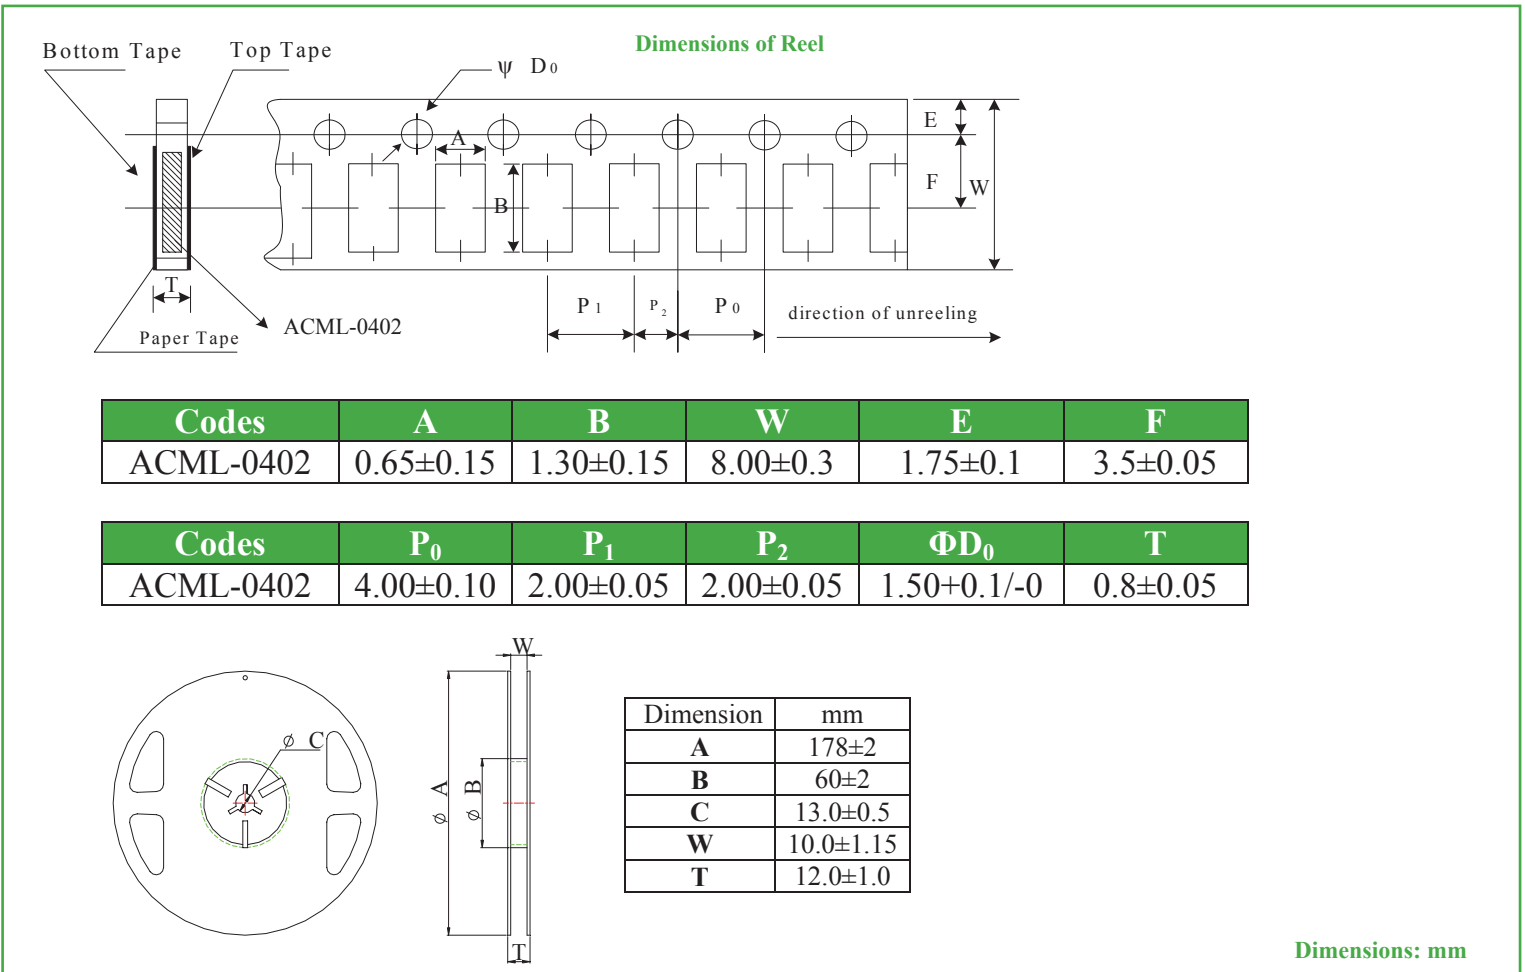 Dimensions of Reel
Bottom Tape Top Tape
ψ D0
A
E
B
F W
T
P1 P2 P0 direction of unreeling
ACML-0402
Paper Tape
Codes A B W E F
ACML-0402 0.65±0.15 1.30±0.15 8.00±0.3 1.75±0.1 3.5±0.05
Codes P0 P1 P2 ΦD0 T
ACML-0402 4.00±0.10 2.00±0.05 2.00±0.05 1.50+0.1/-0 0.8±0.05
W
ø C
ø A
ø B
T
Dimension mm
A 178±2
B 60±2
C 13.0±0.5
W 10.0±1.15
T 12.0±1.0
Dimensions: mm